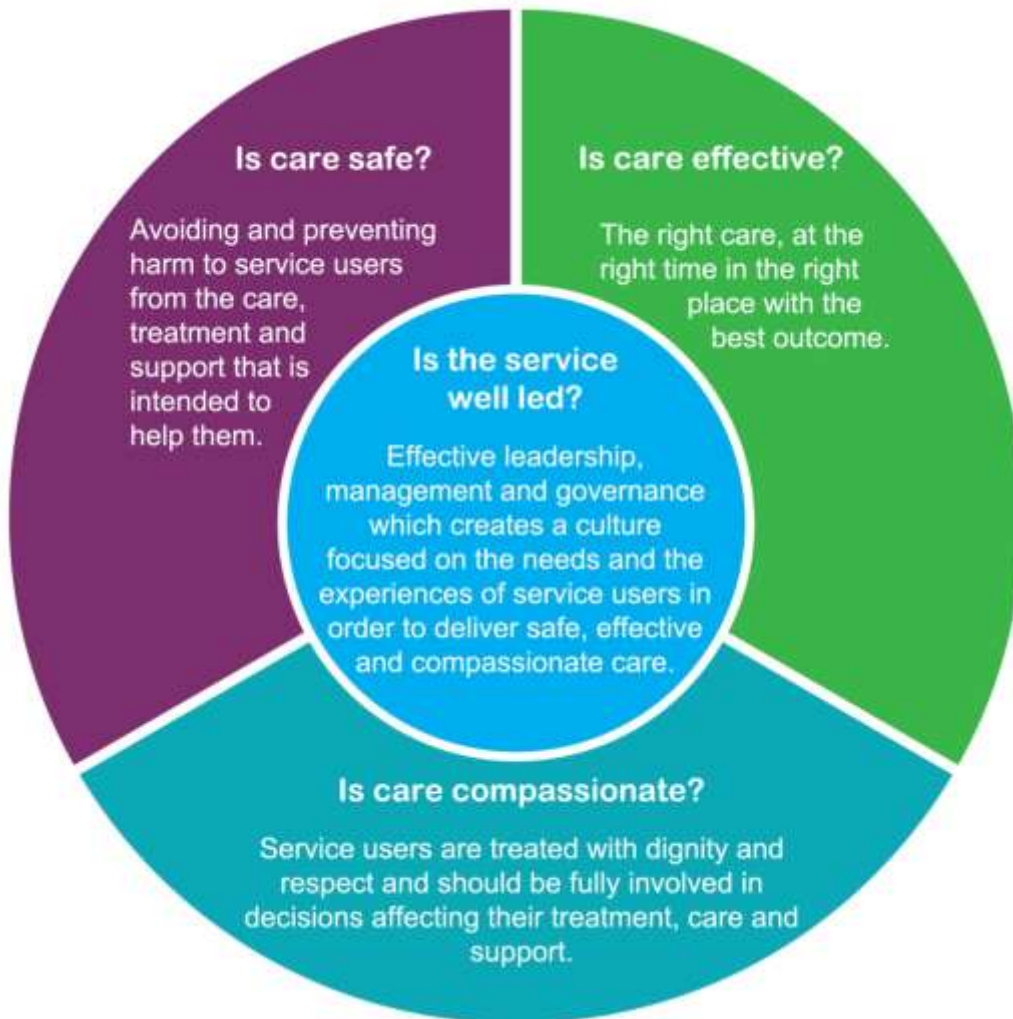 Is care safe?
Avoiding and preventing
harm to service users
from the care,
treatment and
support that is
intended to
help them.
Is care effective?
The right care, at the
right time in the right
place with the
best outcome.
Is the service
well led?
Effective leadership,
management and governance
which creates a culture
focused on the needs and the
experiences of service users in
order to deliver safe, effective
and compassionate care.
Is care compassionate?
Service users are treated with dignity and
respect and should be fully involved in
decisions affecting their treatment, care and
support.